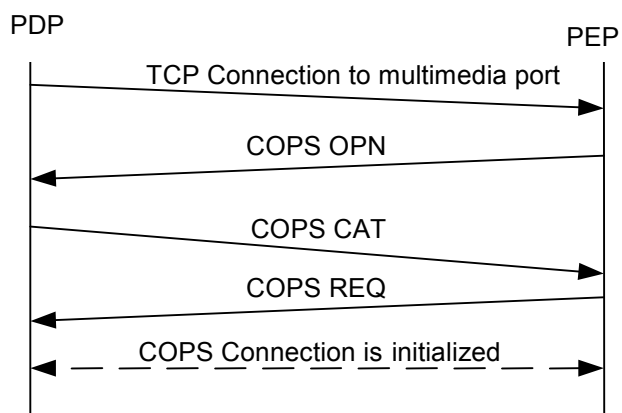 PDP
PEP
TCP Connection to multimedia port
COPS OPN
COPS CAT
COPS REQ
COPS Connection is initialized